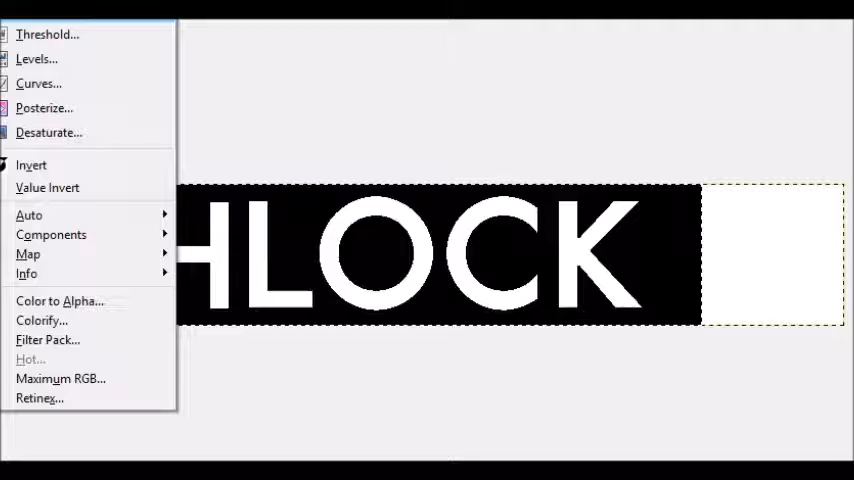 Threshold...
Levels...
Curves...
Posterize...
Desaturate...
Invert
Value Invert
Auto
Components
Map
Info
Color to Alpha...
Colorify...
Filter Pack...
Hot...
Maximum RGB...
Retinex...
HLOCK